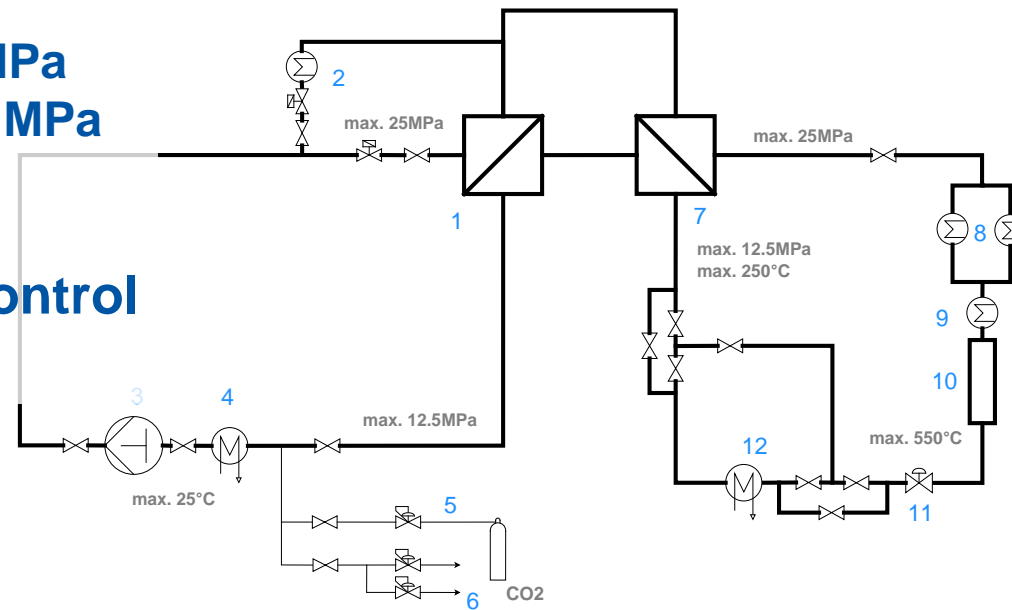 MPa
MPa
ontrol
2
max. 25MPa
max. 25MPa
1
7
8
max. 12.5MPa
max. 250°C
9
3
4
10
max. 12.5MPa
max. 550°C
12
max. 25°C
5
11
6
CO2